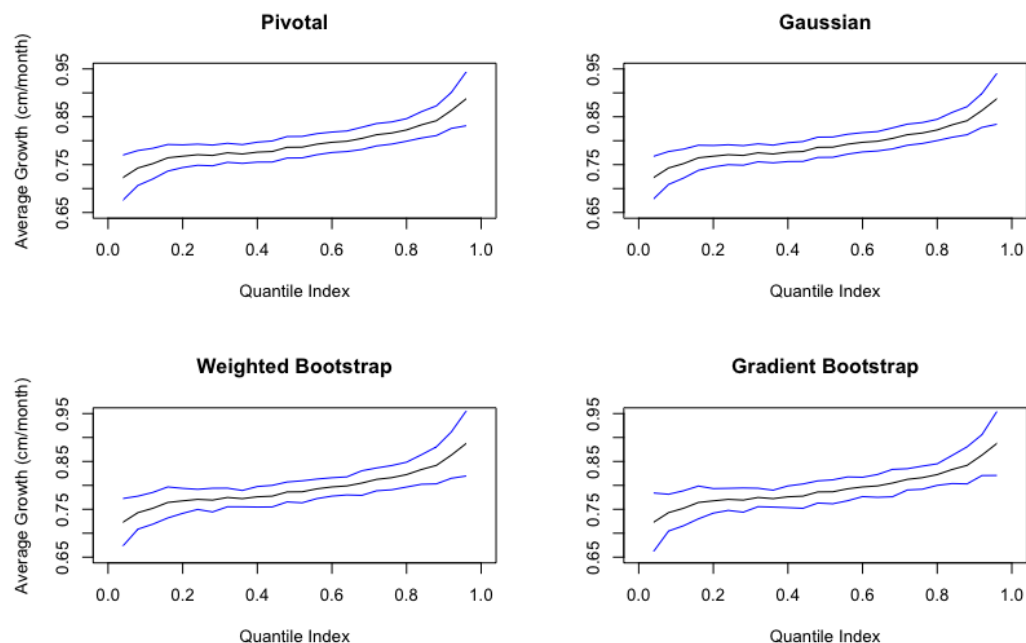 Pivotal
Average Growth (cm/month)
0.95
0.85
0.75
0.65
0.0 0.2 0.4 0.6 0.8 1.0
Quantile Index
Gaussian
0.95
0.85
0.75
0.65
0.0 0.2 0.4 0.6 0.8 1.0
Quantile Index
Weighted Bootstrap
Average Growth (cm/month)
0.95
0.85
0.75
0.65
0.0 0.2 0.4 0.6 0.8 1.0
Quantile Index
Gradient Bootstrap
0.95
0.85
0.75
0.65
0.0 0.2 0.4 0.6 0.8 1.0
Quantile Index